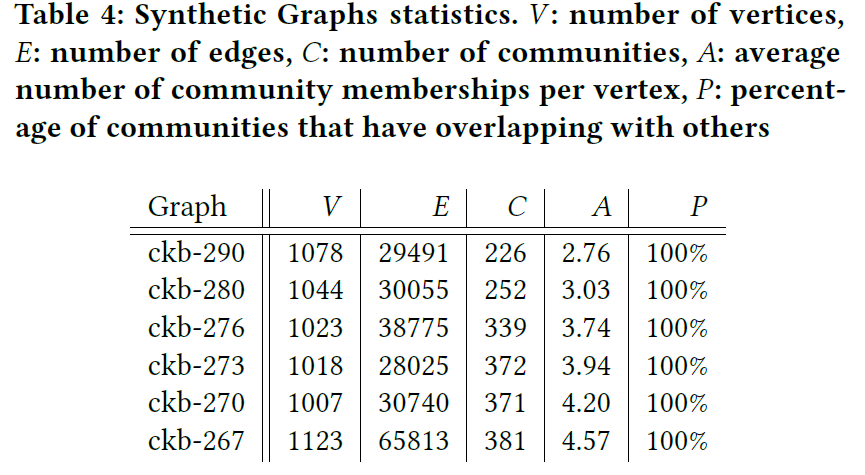 Table 4: Synthetic Graphs statistics. V: number of vertices,
E: number of edges, C: number of communities, A: average
number of community memberships per vertex, P: percent-
age of communities that have overlapping with others
Graph V E C A P
ckb-290 1078 29491 226 2.76 100%
ckb-280 1044 30055 252 3.03 100%
ckb-276 1023 38775 339 3.74 100%
ckb-273 1018 28025 372 3.94 100%
ckb-270 1007 30740 371 4.20 100%
ckb-267 1123 65813 381 4.57 100%